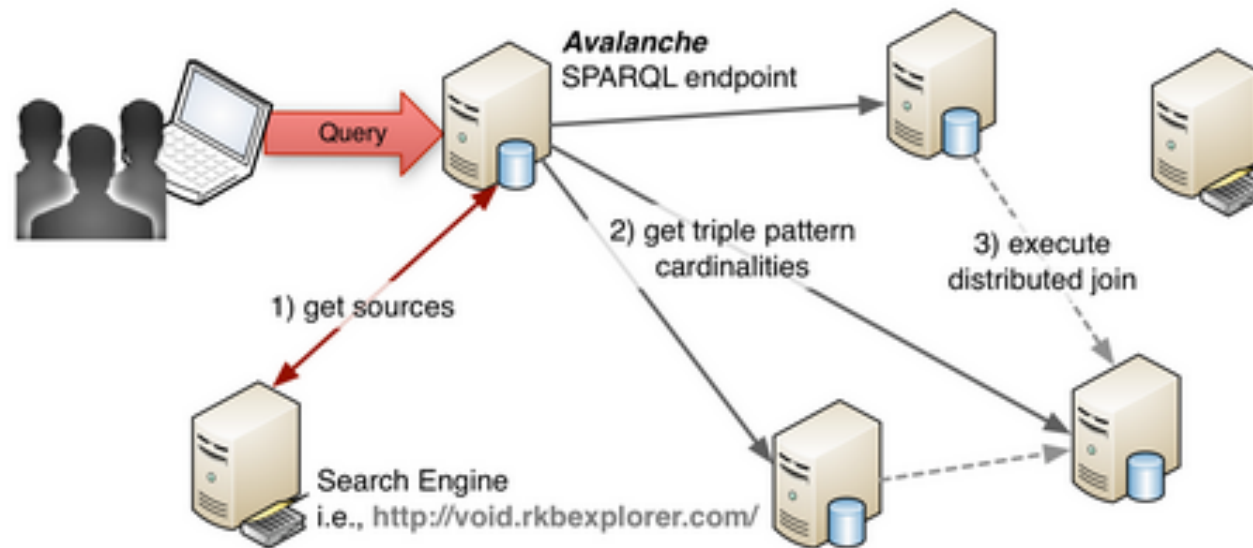 Avalanche
SPARQL endpoint
Query
2) get triple pattern
cardinalities
3) execute
distributed join
1) get sources
Search Engine
i.e., http://void.rkbexplorer.com/